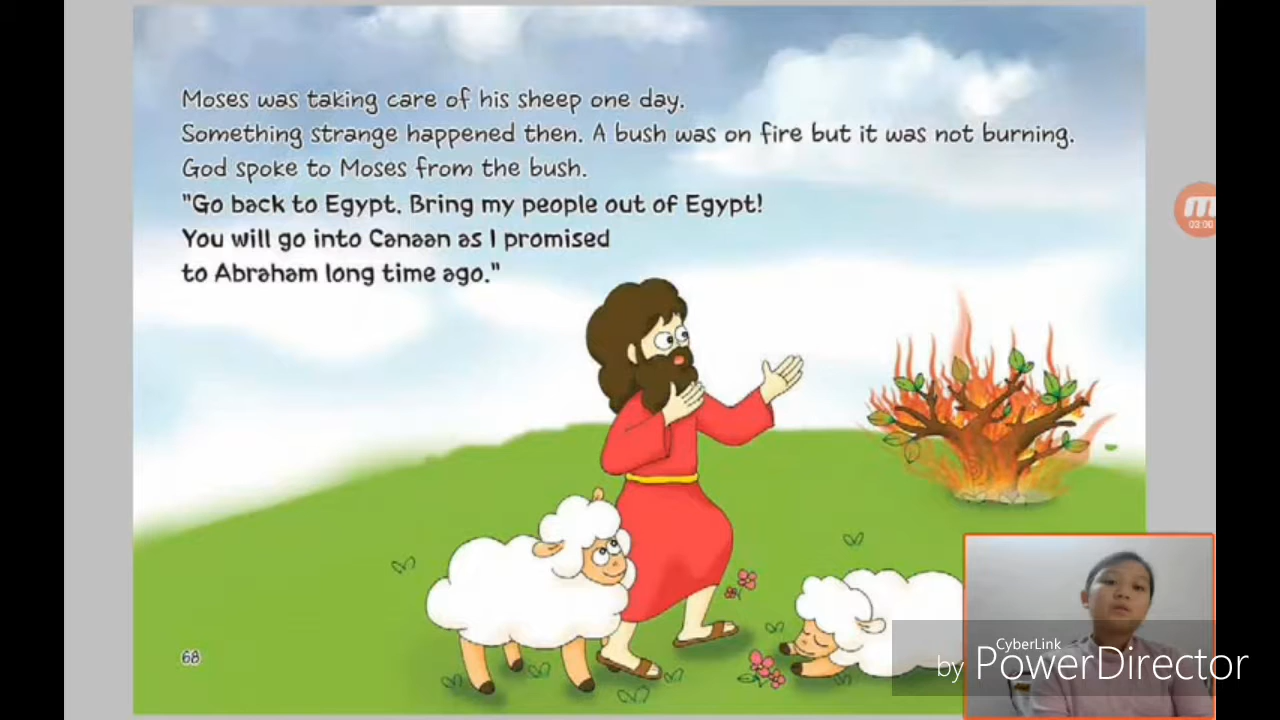 Moses was taking care of his sheep one day.
Something strange happened then. A bush was on fire but it was not burning.
God spoke to Moses from the bush.
"Go back to Egypt. Bring my people out of Egypt!
You will go into Canaan as I promised
to Abraham long time ago."
03:00
68
CyberLink
by PowerDirector